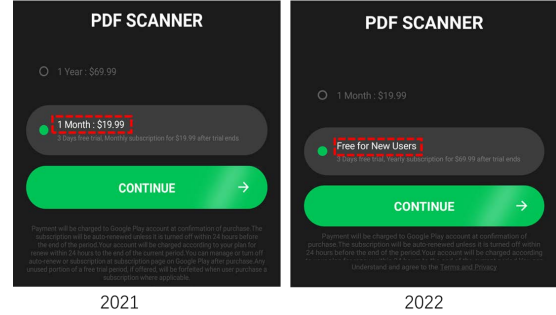 PDF SCANNER
1 Year : $69.99
1 Month : $19.99
3 Days free trial, Monthly subscription for $19.99 after trial ends
CONTINUE
Payment will be charged to Google Play account at confirmation of purchase. The
subscription will be auto-renewed unless it is turned off within 24 hours before
the end of the period. Your account will be charged according to your plan for
renew within 24 hours to the end of the current period. You can manage or turn off
auto-renew or subscription at subscription page on Google Play after purchase. Any
unused portion of a free trial period, if offered, will be forfeited when user purchase a
subscription where applicable.
2021
PDF SCANNER
1 Month : $19.99
Free for New Users
3 Days free trial, Yearly subscription for $69.99 after trial ends
CONTINUE
Payment will be charged to Google Play account at confirmation of
purchase. The subscription will be auto-renewed unless it is turned off within
24 hours before the end of the period. Your account will be charged according
Understand and agree to the Terms and Privacy
2022